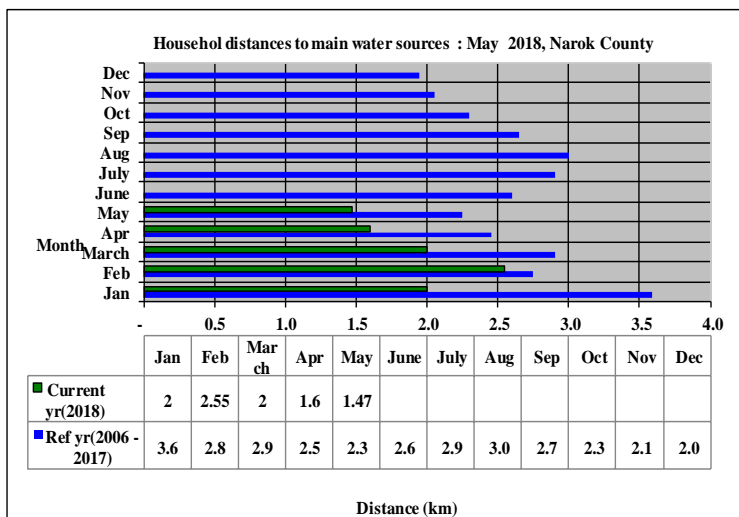 Househol distances to main water sources : May 2018, Narok County
Dec
Nov
Oct
Sep
Aug
July
June
May
Apr
Month
March
Feb
Jan
- 0.5 1.0 1.5 2.0 2.5 3.0 3.5 4.0
Jan Feb Mar ch Apr May June July Aug Sep Oct Nov Dec
Current yr(2018) 2 2.55 2 1.6 1.47
Ref yr(2006 - 2017) 3.6 2.8 2.9 2.5 2.3 2.6 2.9 3.0 2.7 2.3 2.1 2.0
Distance (km)